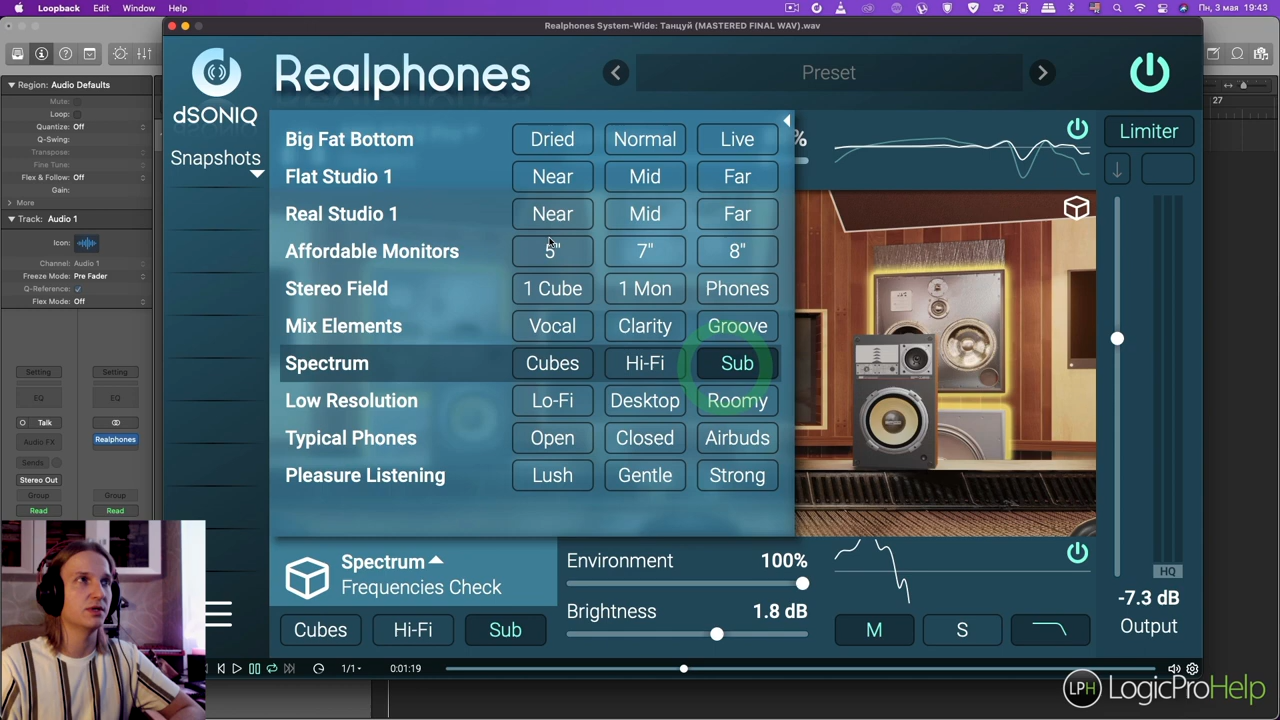 Loopback Edit Window Help
Пн, 3 мая 19:43
Realphones System-Wide: Танцуй (MASTERED FINAL WAV).wav
Region: Audio Defaults
Mute:
Loop:
Quantize: Off
Q-Swing:
Transpose:
Fine Tune:
Flex & Follow: Off
Gain:
More
Track: Audio 1
Icon:
Channel: Audio 1
Freeze Mode: Pre Fader
Q-Reference:
Flex Mode: Off
Setting Setting
EQ EQ
Talk
Audio FX Realphones
Sends
Stereo Out
Group Group
Read Read
dSONIQ
Realphones
Preset
Snapshots
Big Fat Bottom Dried Normal Live
Flat Studio 1 Near Mid Far
Real Studio 1 Near Mid Far
Affordable Monitors 5" 7" 8"
Stereo Field 1 Cube 1 Mon Phones
Mix Elements Vocal Clarity Groove
Spectrum Cubes Hi-Fi Sub
Low Resolution Lo-Fi Desktop Roomy
Typical Phones Open Closed Airbuds
Pleasure Listening Lush Gentle Strong
%
Limiter
27
HQ
-7.3 dB
Output
Spectrum
Frequencies Check
Cubes Hi-Fi Sub
Environment 100%
Brightness 1.8 dB
M S
1/1 0:01:19
LPH LogicProHelp